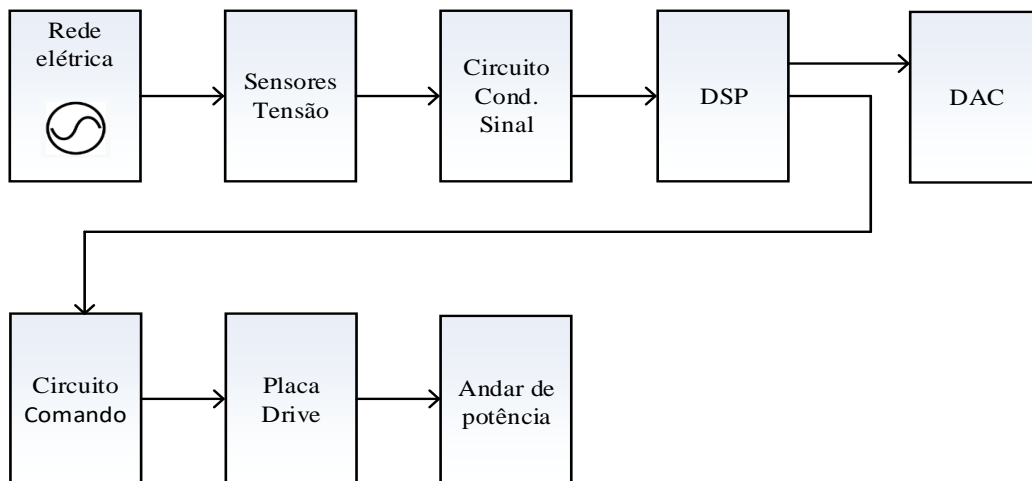 Rede
elétrica
Sensores
Tensão
Circuito
Cond.
Sinal
DSP
DAC
Circuito
Comando
Placa
Drive
Andar de
potência